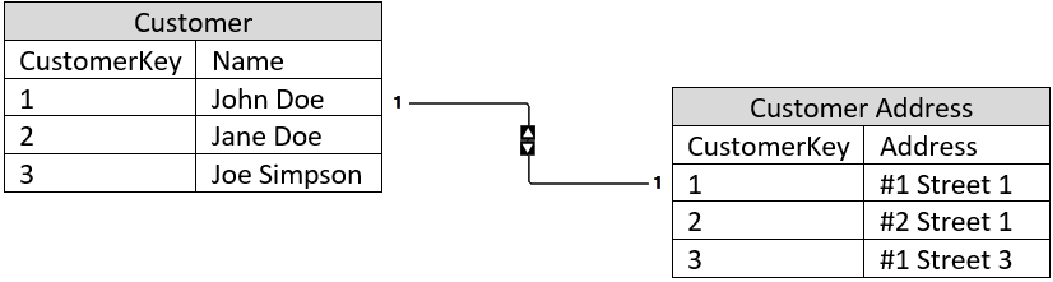 Customer
CustomerKey Name
1 John Doe
2 Jane Doe
3 Joe Simpson
1
1
Customer Address
CustomerKey Address
1 #1 Street 1
2 #2 Street 1
3 #1 Street 3